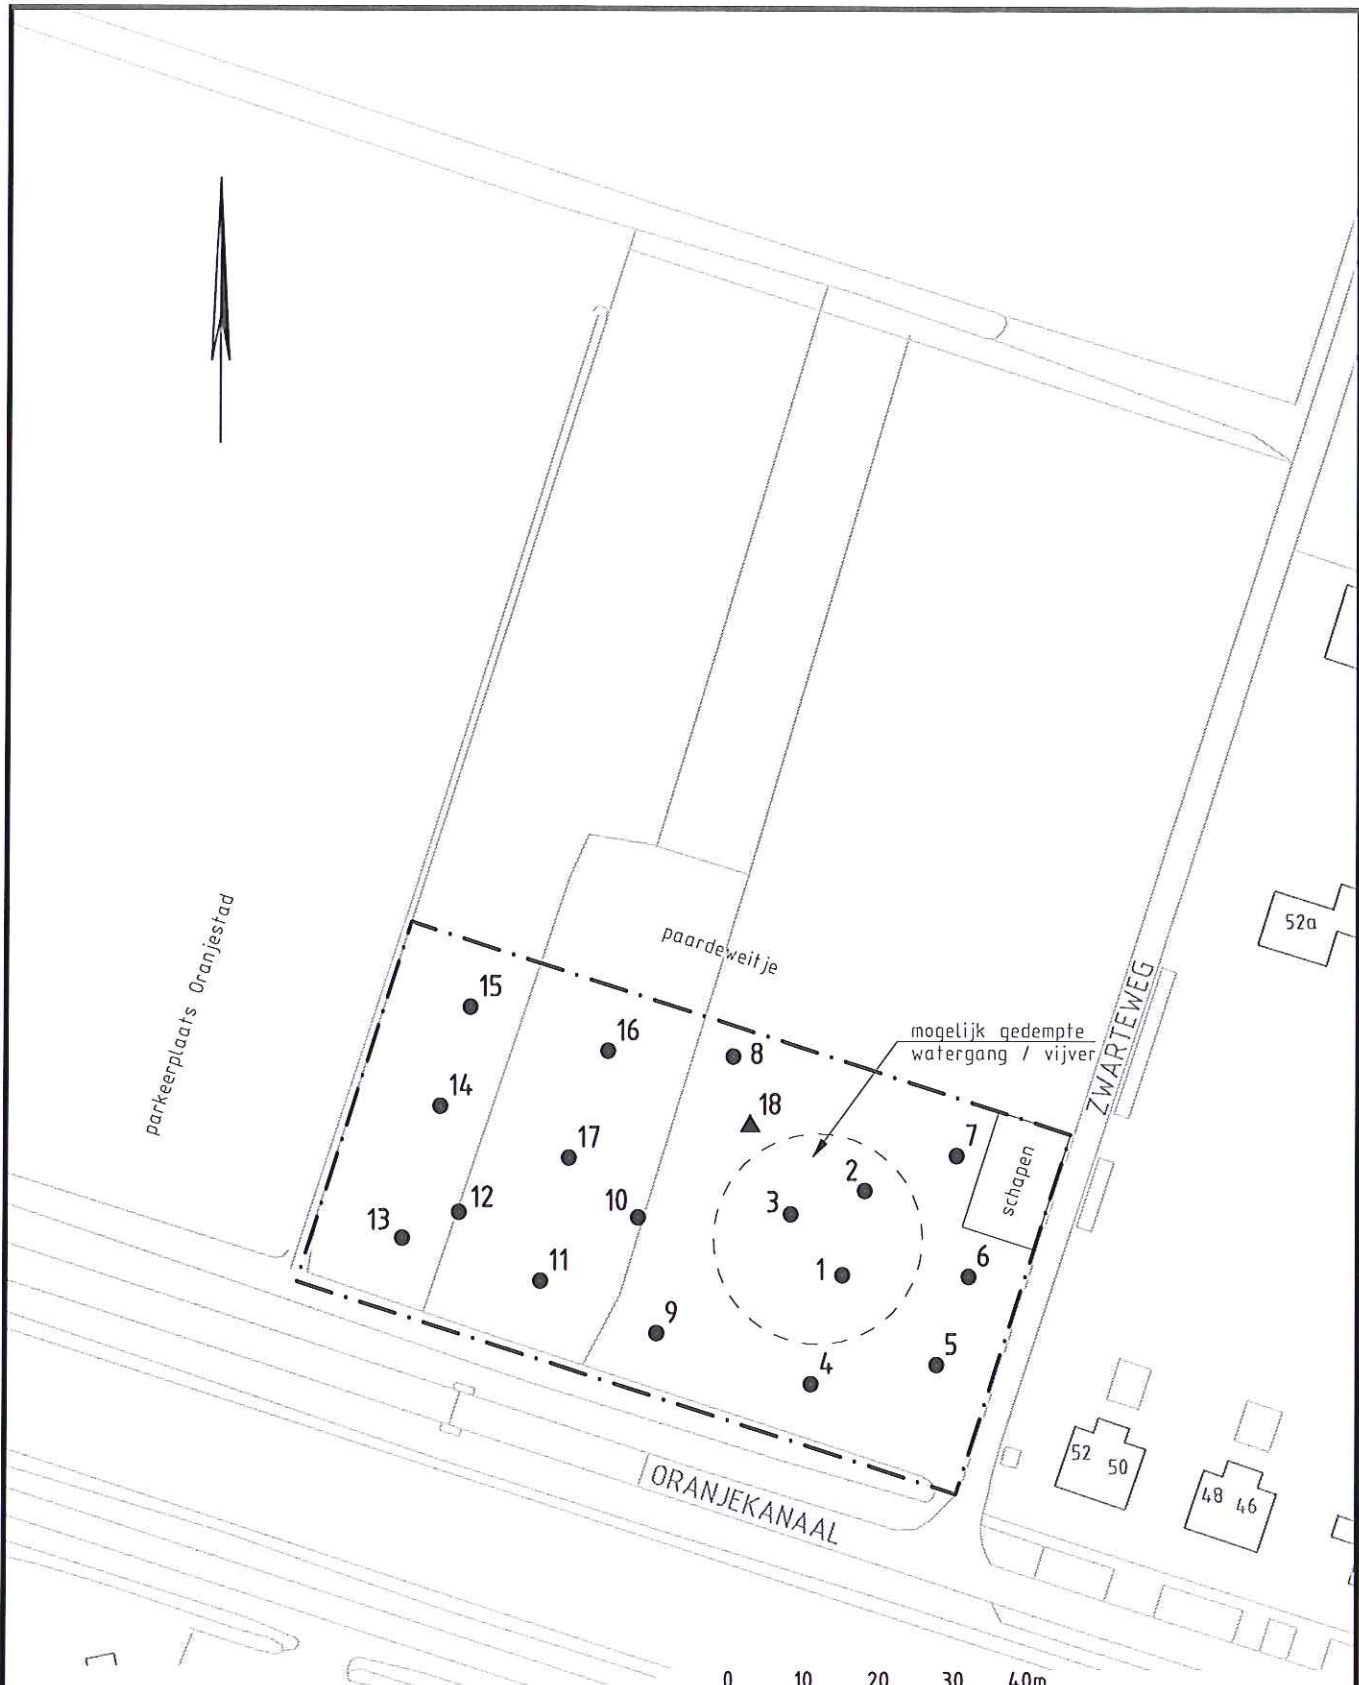 52a
paardeweitje
parkeerplaats Oranjestad
ZWARTEWEG
15
mogelijk gedempte
watergang / vijver
16
8
14
18
17
7
schapen
2
12
10
3
13
6
11
1
9
5
4
52 50
48 46
ORANJEKANAAL
0 10 20 30 40m